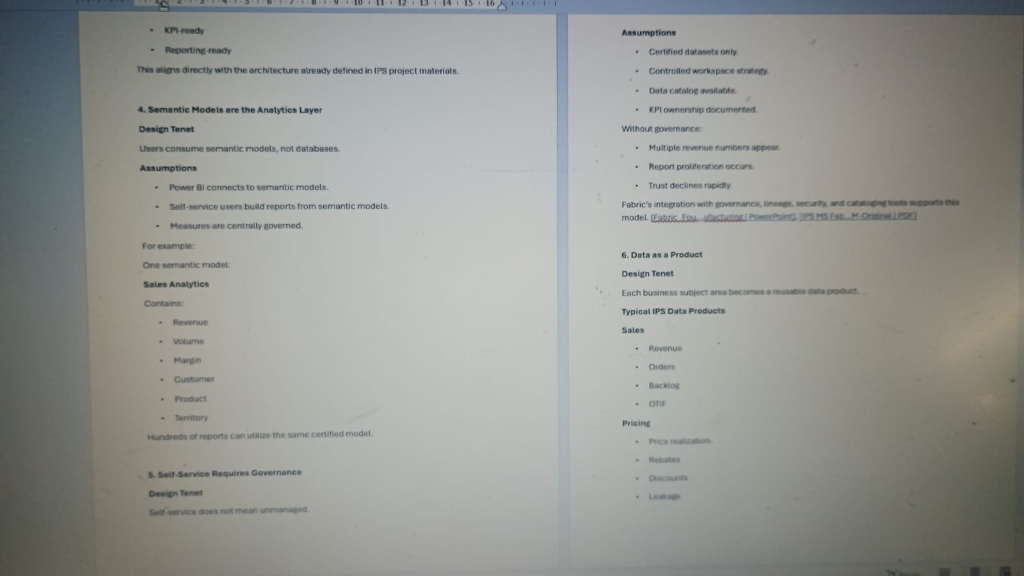 KPI-ready
Reporting-ready
This aligns directly with the architecture already defined in IPS project materials.
4. Semantic Models are the Analytics Layer
Design Tenet
Users consume semantic models, not databases.
Assumptions
Power BI connects to semantic models.
Self-service users build reports from semantic models.
Measures are centrally governed.
For example:
One semantic model:
Sales Analytics
Contains:
Revenue
Volume
Margin
Customer
Product
Territory
Hundreds of reports can utilize the same certified model.
5. Self-Service Requires Governance
Design Tenet
Self-service does not mean unmanaged.
Assumptions
Certified datasets only.
Controlled workspace strategy.
Data catalog available.
KPI ownership documented.
Without governance:
Multiple revenue numbers appear.
Report proliferation occurs.
Trust declines rapidly.
Fabric's integration with governance, lineage, security, and cataloging tools supports this
model. [Fabric_Fou...ufacturing | PowerPoint], [IPS MS Fab...M-Original | PDF]
6. Data as a Product
Design Tenet
Each business subject area becomes a reusable data product.
Typical IPS Data Products
Sales
Revenue
Orders
Backlog
OTIF
Pricing
Price realization.
Rebates
Discounts
Leakage